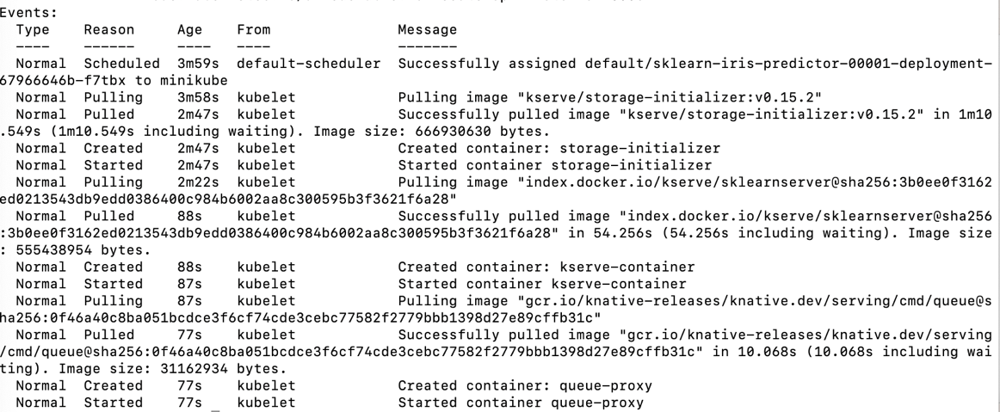 Events:
  Type    Reason     Age    From               Message
  ----    ------     ----   ----               -------
  Normal  Scheduled  3m59s  default-scheduler  Successfully assigned default/sklearn-iris-predictor-00001-deployment-
67966646b-f7tbx to minikube
  Normal  Pulling    3m58s  kubelet            Pulling image "kserve/storage-initializer:v0.15.2"
  Normal  Pulled     2m47s  kubelet            Successfully pulled image "kserve/storage-initializer:v0.15.2" in 1m10
.549s (1m10.549s including waiting). Image size: 666930630 bytes.
  Normal  Created    2m47s  kubelet            Created container: storage-initializer
  Normal  Started    2m47s  kubelet            Started container storage-initializer
  Normal  Pulling    2m22s  kubelet            Pulling image "index.docker.io/kserve/sklearnserver@sha256:3b0ee0f3162
ed0213543db9edd0386400c984b6002aa8c300595b3f3621f6a28"
  Normal  Pulled     88s    kubelet            Successfully pulled image "index.docker.io/kserve/sklearnserver@sha256
:3b0ee0f3162ed0213543db9edd0386400c984b6002aa8c300595b3f3621f6a28" in 54.256s (54.256s including waiting). Image size
: 555438954 bytes.
  Normal  Created    88s    kubelet            Created container: kserve-container
  Normal  Started    87s    kubelet            Started container kserve-container
  Normal  Pulling    87s    kubelet            Pulling image "gcr.io/knative-releases/knative.dev/serving/cmd/queue@s
ha256:0f46a40c8ba051bcdce3f6cf74cde3cebc77582f2779bbb1398d27e89cffb31c"
  Normal  Pulled     77s    kubelet            Successfully pulled image "gcr.io/knative-releases/knative.dev/serving
/cmd/queue@sha256:0f46a40c8ba051bcdce3f6cf74cde3cebc77582f2779bbb1398d27e89cffb31c" in 10.068s (10.068s including wai
ting). Image size: 31162934 bytes.
  Normal  Created    77s    kubelet            Created container: queue-proxy
  Normal  Started    77s    kubelet            Started container queue-proxy